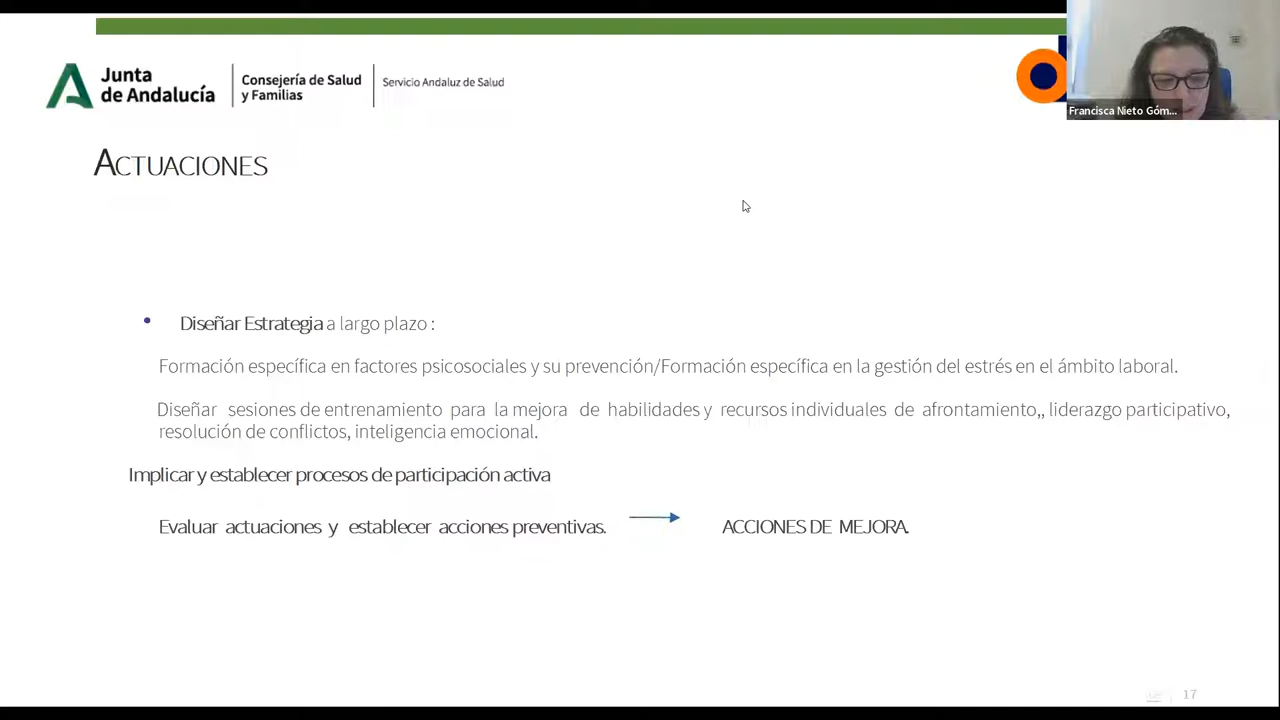 Junta
de Andalucía
Consejería de Salud
y Familias
Servicio Andaluz de Salud
Francisca Nieto Góm...
ACTUACIONES
• Diseñar Estrategia a largo plazo :
Formación específica en factores psicosociales y su prevención/Formación específica en la gestión del estrés en el ámbito laboral.
Diseñar sesiones de entrenamiento para la mejora de habilidades y recursos individuales de afrontamiento,, liderazgo participativo,
resolución de conflictos, inteligencia emocional.
Implicar y establecer procesos de participación activa
Evaluar actuaciones y establecer acciones preventivas. ACCIONES DE MEJORA.
17